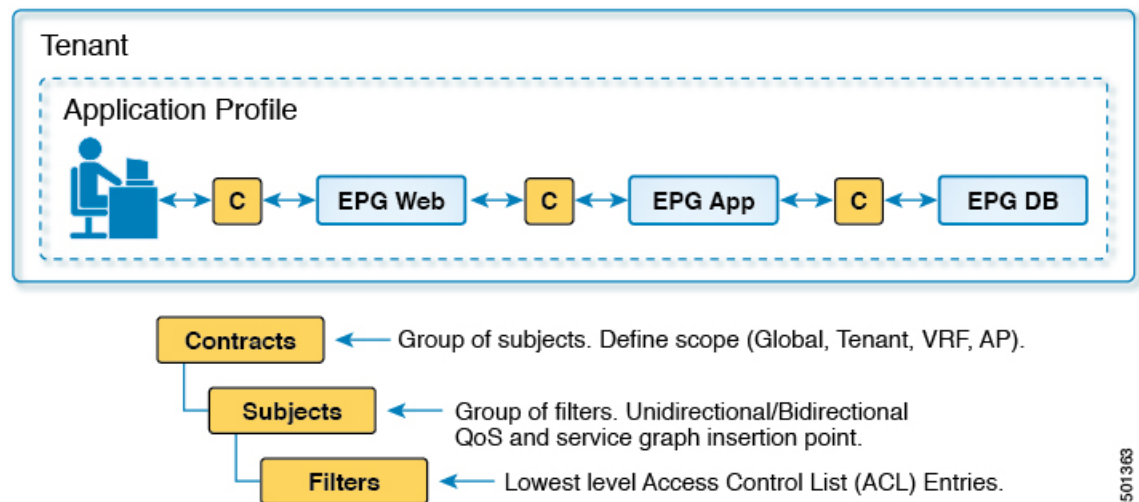 Tenant
Application Profile
C
EPG Web
C
EPG App
C
EPG DB
Contracts
Group of subjects. Define scope (Global, Tenant, VRF, AP).
Subjects
Group of filters. Unidirectional/Bidirectional
QoS and service graph insertion point.
Filters
Lowest level Access Control List (ACL) Entries.
501363